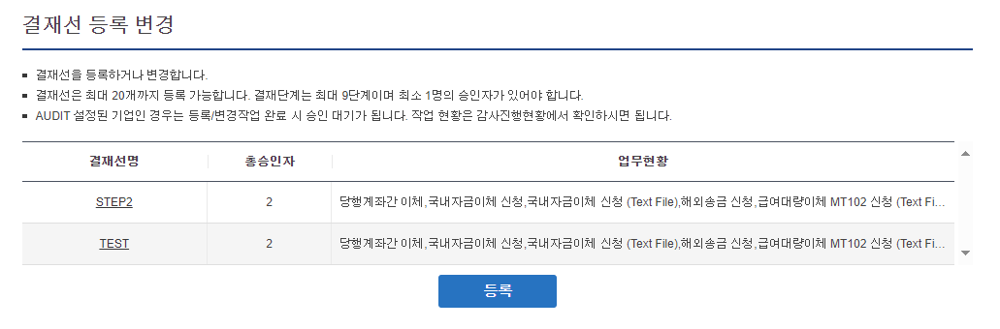 결재선 등록 변경
결재선을 등록하거나 변경합니다.
결재선은 최대 20개까지 등록 가능합니다. 결재단계는 최대 9단계이며 최소 1명의 승인자가 있어야 합니다.
AUDIT 설정된 기업인 경우는 등록/변경작업 완료 시 승인 대기가 됩니다. 작업 현황은 감사진행현황에서 확인하시면 됩니다.
결재선명 총승인자 업무현황
STEP2 2 당행계좌간 이체,국내자금이체 신청,국내자금이체 신청 (Text File),해외송금 신청,급여대량이체 MT102 신청 (Text Fi...
TEST 2 당행계좌간 이체,국내자금이체 신청,국내자금이체 신청 (Text File),해외송금 신청,급여대량이체 MT102 신청 (Text Fi...
등록